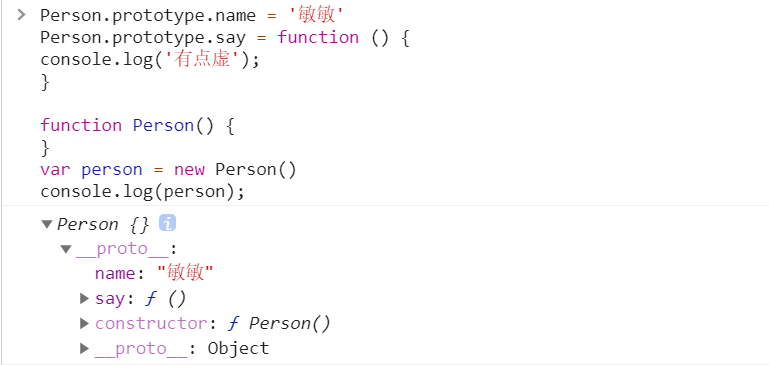 Person.prototype.name = '敏敏'
Person.prototype.say = function () {
console.log('有点虚');
}
function Person() {
}
var person = new Person()
console.log(person);
Person {} i
__proto__:
name: "敏敏"
say: ƒ ()
constructor: ƒ Person()
__proto__: Object